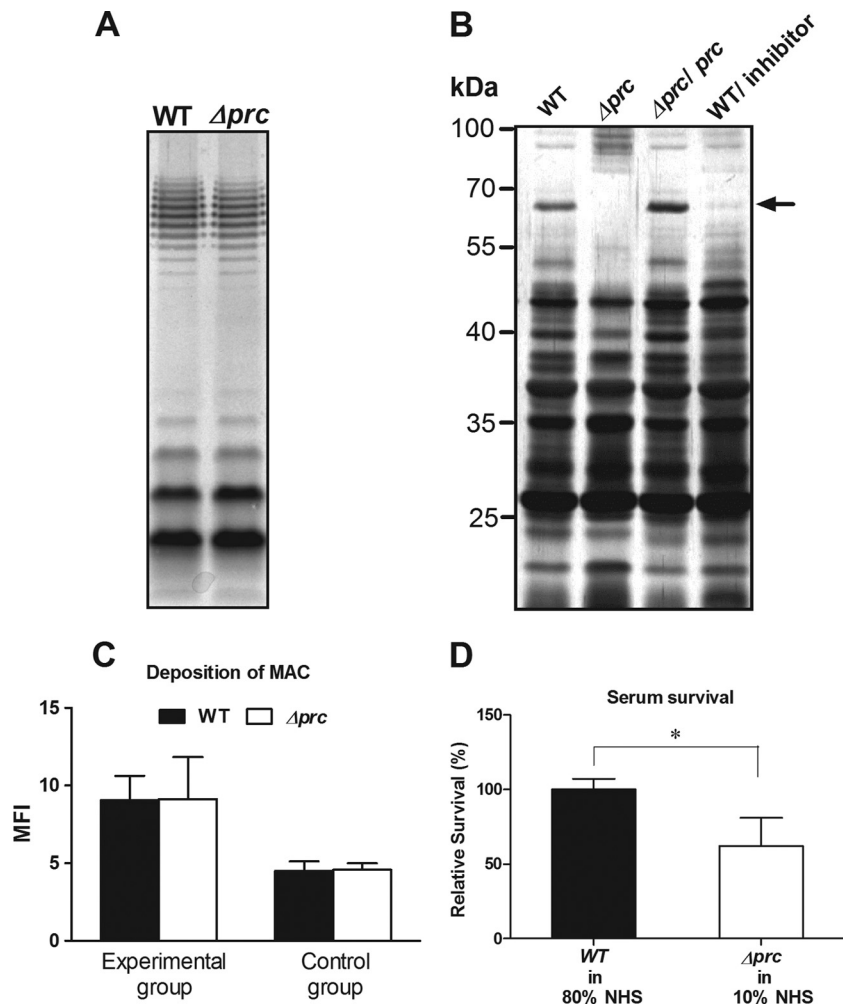 A
WT Δprc
B
kDa
WT Δprc Δprc/ prc WT/ inhibitor
100
70
55
40
35
25
C
Deposition of MAC
WT Δprc
MFI
15
10
5
0
Experimental group
Control group
D
Serum survival
Relative Survival (%)
150
100
50
0
*
WT
in
80% NHS
Δprc
in
10% NHS